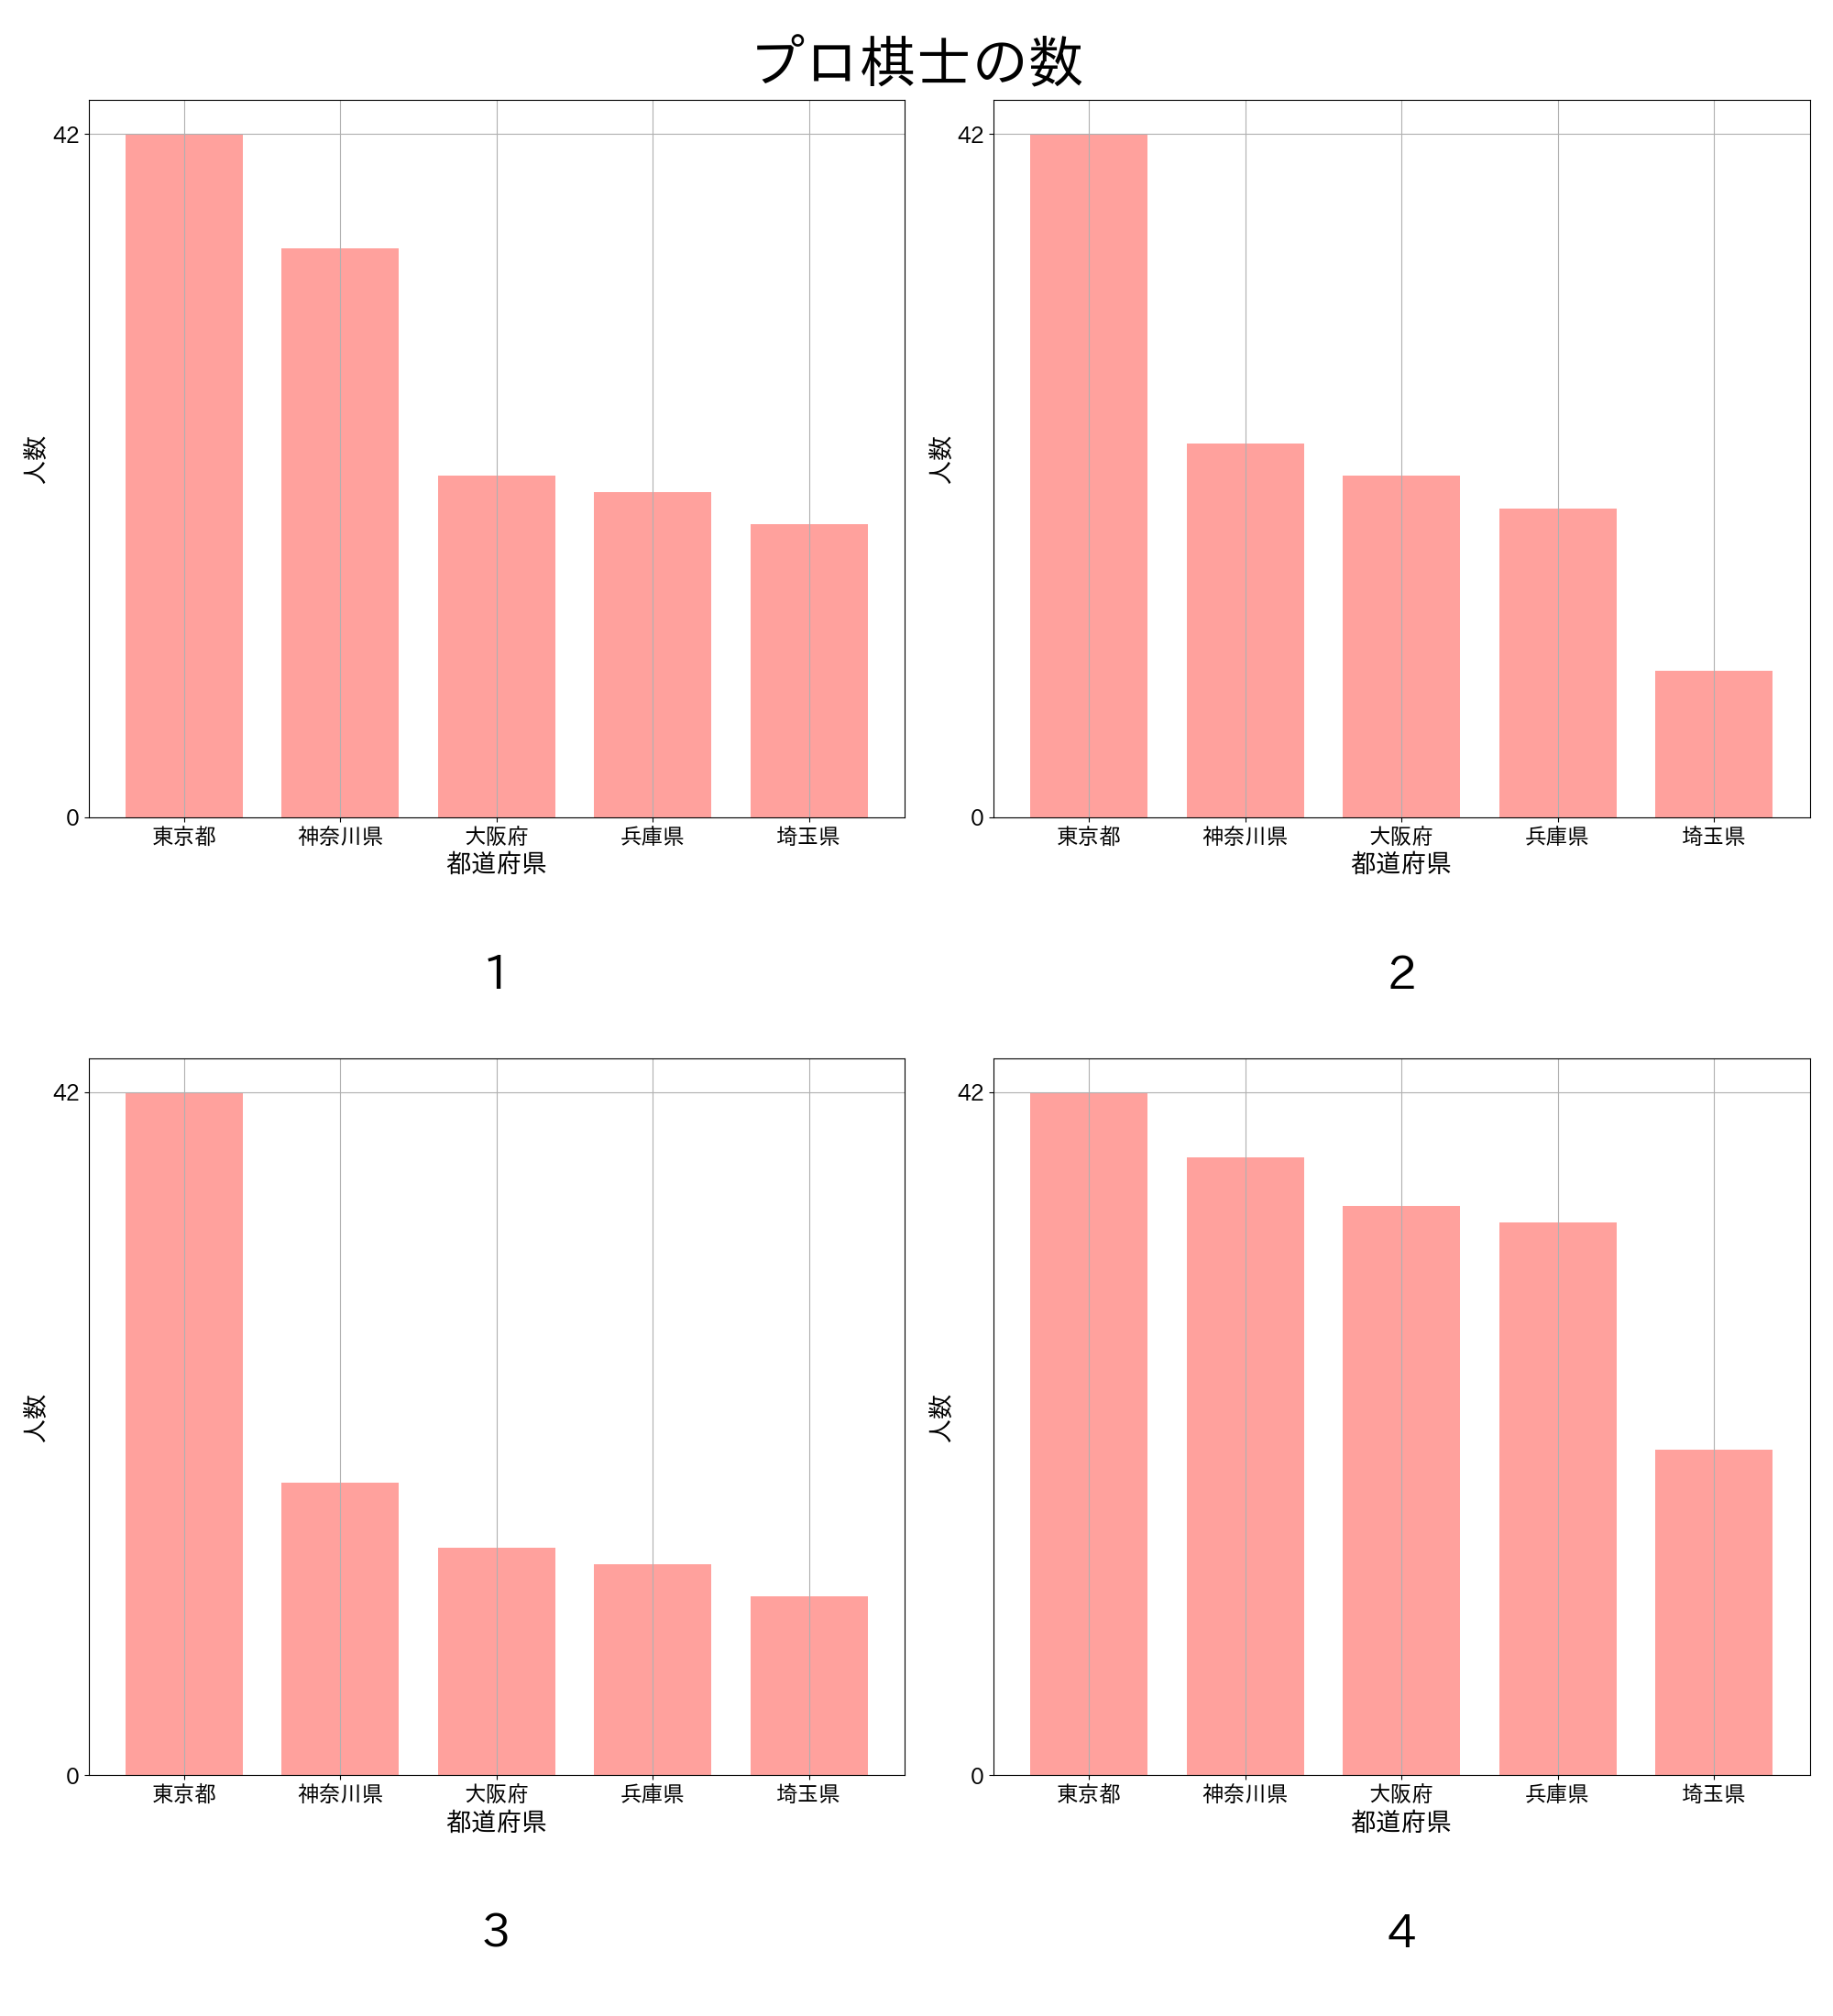 プロ棋士の数
42
0
人数
東京都 神奈川県 大阪府 兵庫県 埼玉県
都道府県
1
42
0
人数
東京都 神奈川県 大阪府 兵庫県 埼玉県
都道府県
2
42
0
人数
東京都 神奈川県 大阪府 兵庫県 埼玉県
都道府県
3
42
0
人数
東京都 神奈川県 大阪府 兵庫県 埼玉県
都道府県
4